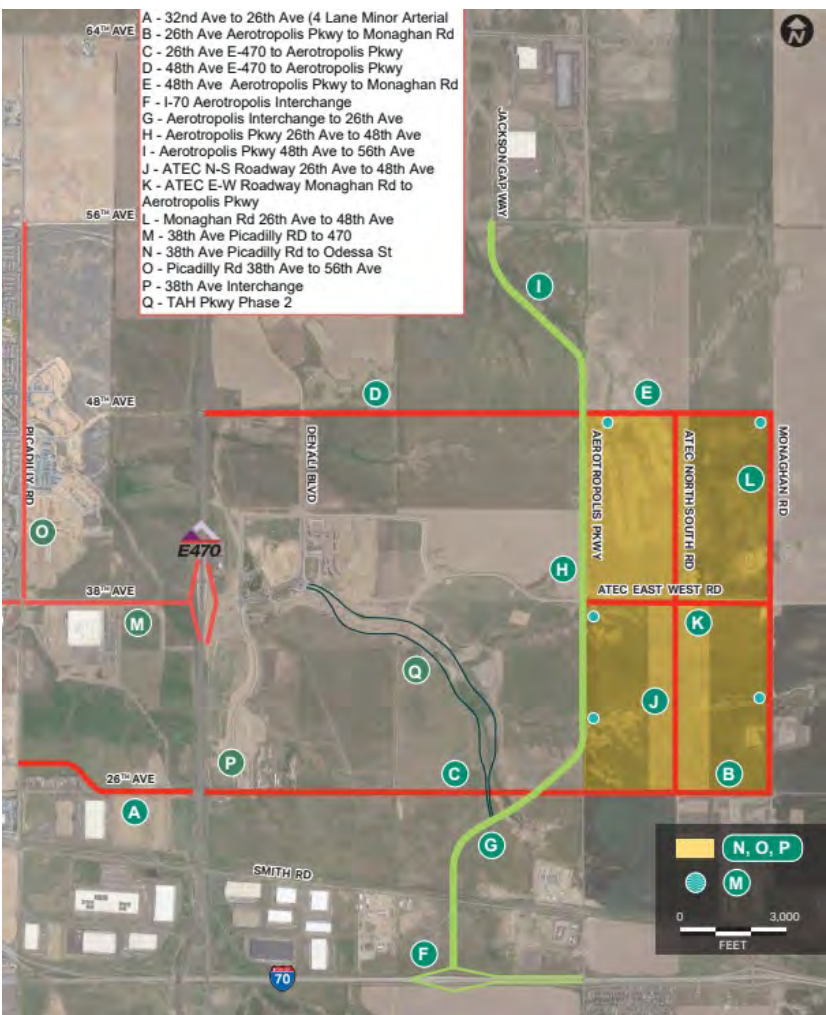 A - 32nd Ave to 26th Ave (4 Lane Minor Arterial
B - 26th Ave Aerotropolis Pkwy to Monaghan Rd
C - 26th Ave E-470 to Aerotropolis Pkwy
D - 48th Ave E-470 to Aerotropolis Pkwy
E - 48th Ave Aerotropolis Pkwy to Monaghan Rd
F - I-70 Aerotropolis Interchange
G - Aerotropolis Interchange to 26th Ave
H - Aerotropolis Pkwy 26th Ave to 48th Ave
I - Aerotropolis Pkwy 48th Ave to 56th Ave
J - ATEC N-S Roadway 26th Ave to 48th Ave
K - ATEC E-W Roadway Monaghan Rd to
Aerotropolis Pkwy
L - Monaghan Rd 26th Ave to 48th Ave
M - 38th Ave Picadilly RD to 470
N - 38th Ave Picadilly Rd to Odessa St
O - Picadilly Rd 38th Ave to 56th Ave
P - 38th Ave Interchange
Q - TAH Pkwy Phase 2
64TH AVE
N
JACKSON GAP WAY
56TH AVE
I
D
E
48TH AVE
PICADILLY RD
DENALI BLVD
AEROTROPOLIS PKWY
ATEC NORTH SOUTH RD
L
MONAGHAN RD
O
E470
H
38TH AVE
ATEC EAST WEST RD
M
K
Q
J
P
C
B
26TH AVE
A
G
N, O, P
M
SMITH RD
0 3,000
FEET
F
INTERSTATE
70